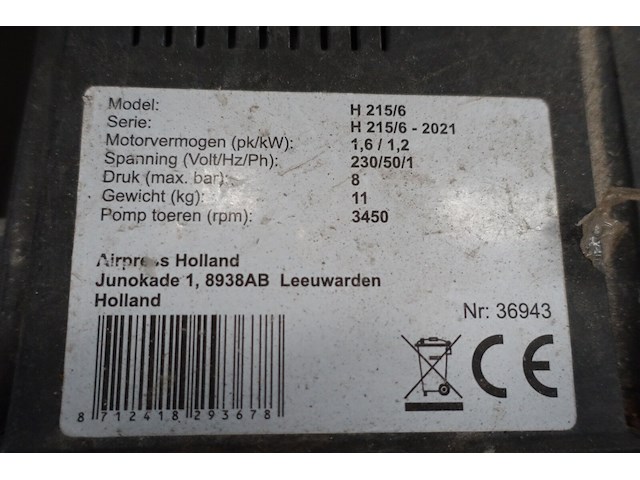 Model: H 215/6
Serie: H 215/6 - 2021
Motorvermogen (pk/kW): 1,6 / 1,2
Spanning (Volt/Hz/Ph): 230/50/1
Druk (max. bar): 8
Gewicht (kg): 11
Pomp toeren (rpm): 3450
Airpress Holland
Junokade 1, 8938AB Leeuwarden
Holland
Nr: 36943
CE
8 712418 293678